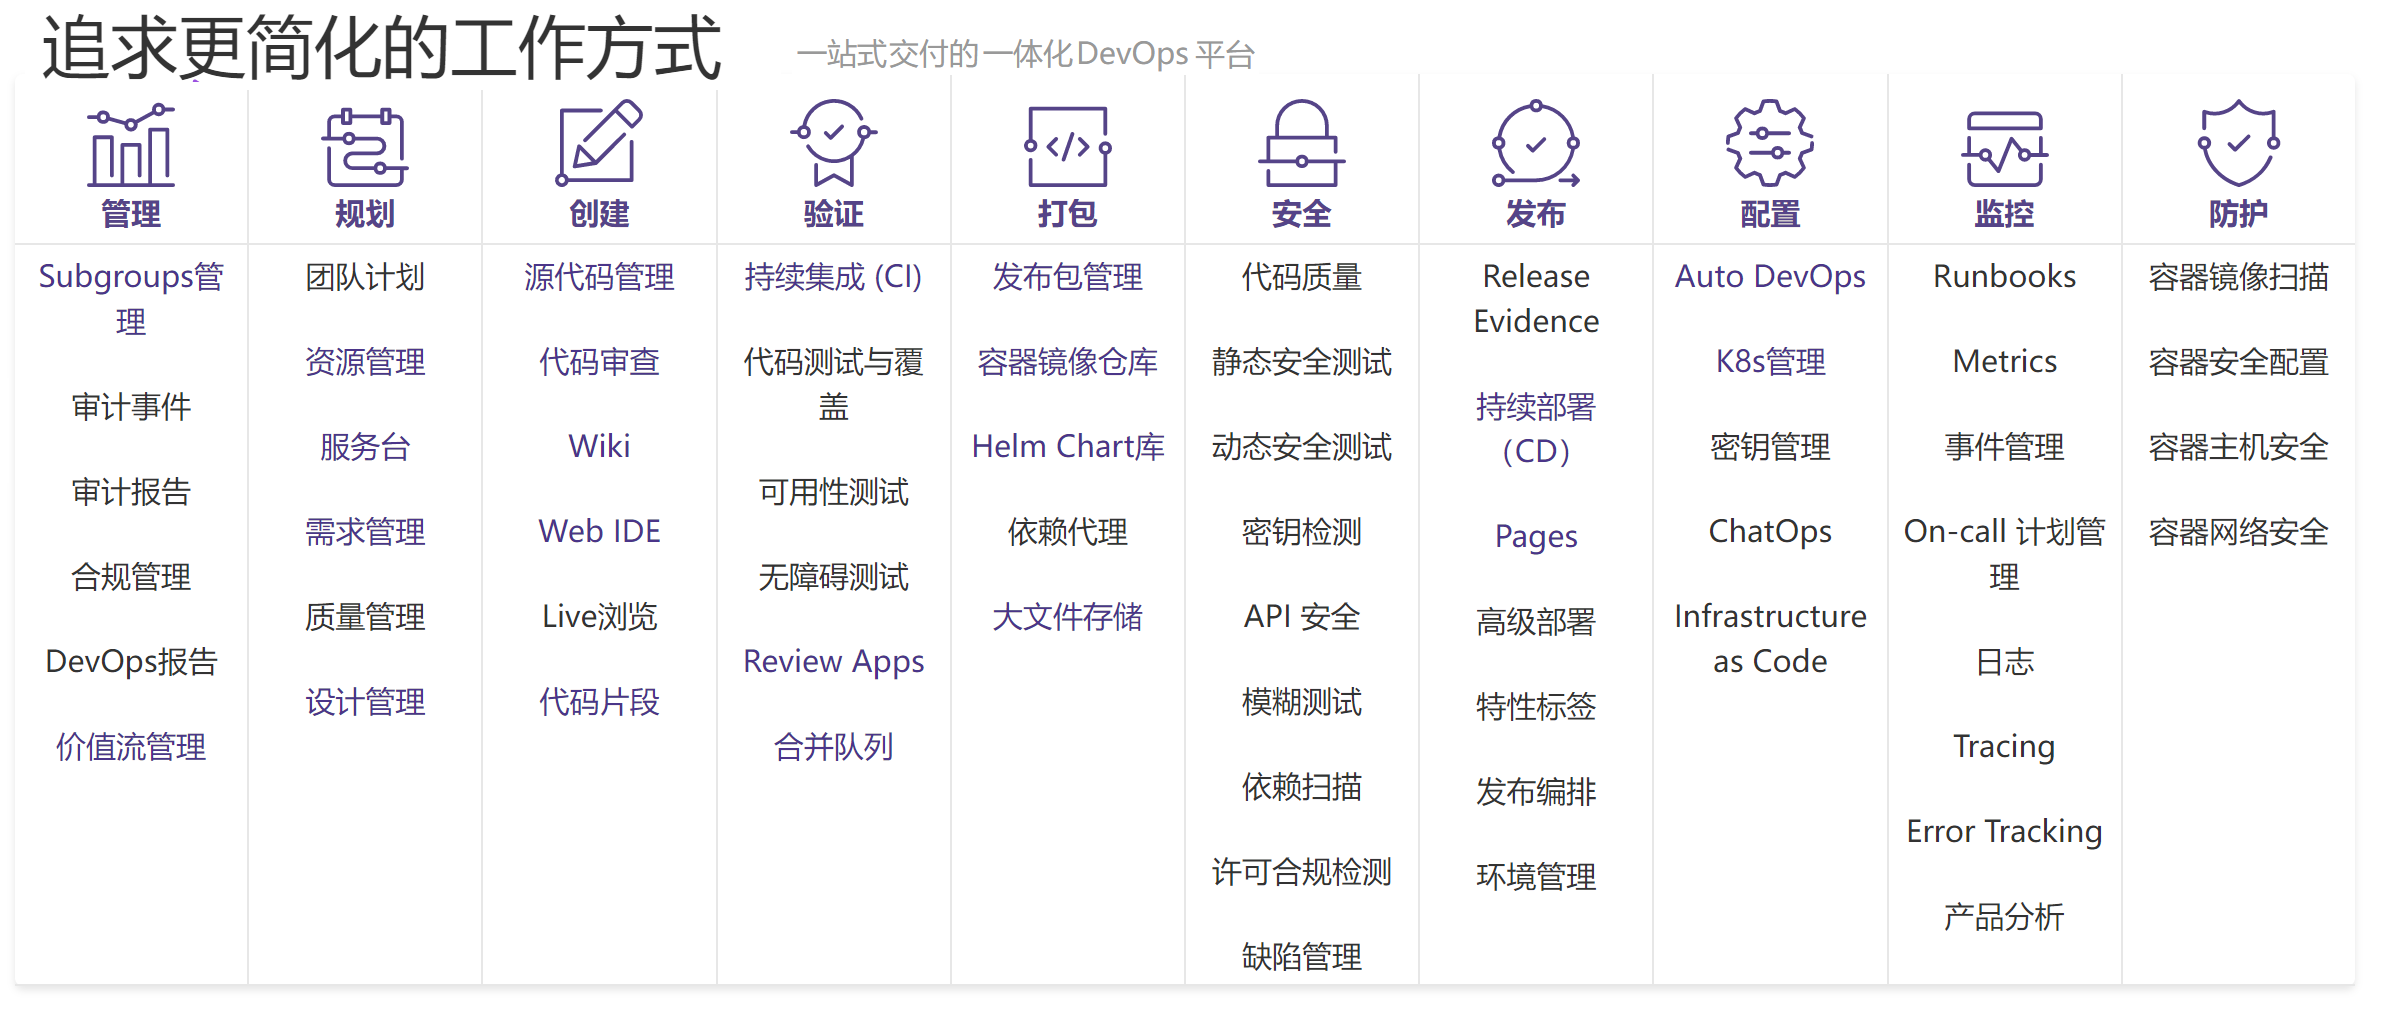 追求更简化的工作方式
一站式交付的一体化DevOps 平台
管理
Subgroups管
理
审计事件
审计报告
合规管理
DevOps报告
价值流管理
规划
团队计划
资源管理
服务台
需求管理
质量管理
设计管理
创建
源代码管理
代码审查
Wiki
Web IDE
Live浏览
代码片段
验证
持续集成 (CI)
代码测试与覆
盖
可用性测试
无障碍测试
Review Apps
合并队列
打包
发布包管理
容器镜像仓库
Helm Chart库
依赖代理
大文件存储
安全
代码质量
静态安全测试
动态安全测试
密钥检测
API 安全
模糊测试
依赖扫描
许可合规检测
缺陷管理
发布
Release
Evidence
持续部署
（CD）
Pages
高级部署
特性标签
发布编排
环境管理
配置
Auto DevOps
K8s管理
密钥管理
ChatOps
Infrastructure
as Code
监控
Runbooks
Metrics
事件管理
On-call 计划管
理
日志
Tracing
Error Tracking
产品分析
防护
容器镜像扫描
容器安全配置
容器主机安全
容器网络安全